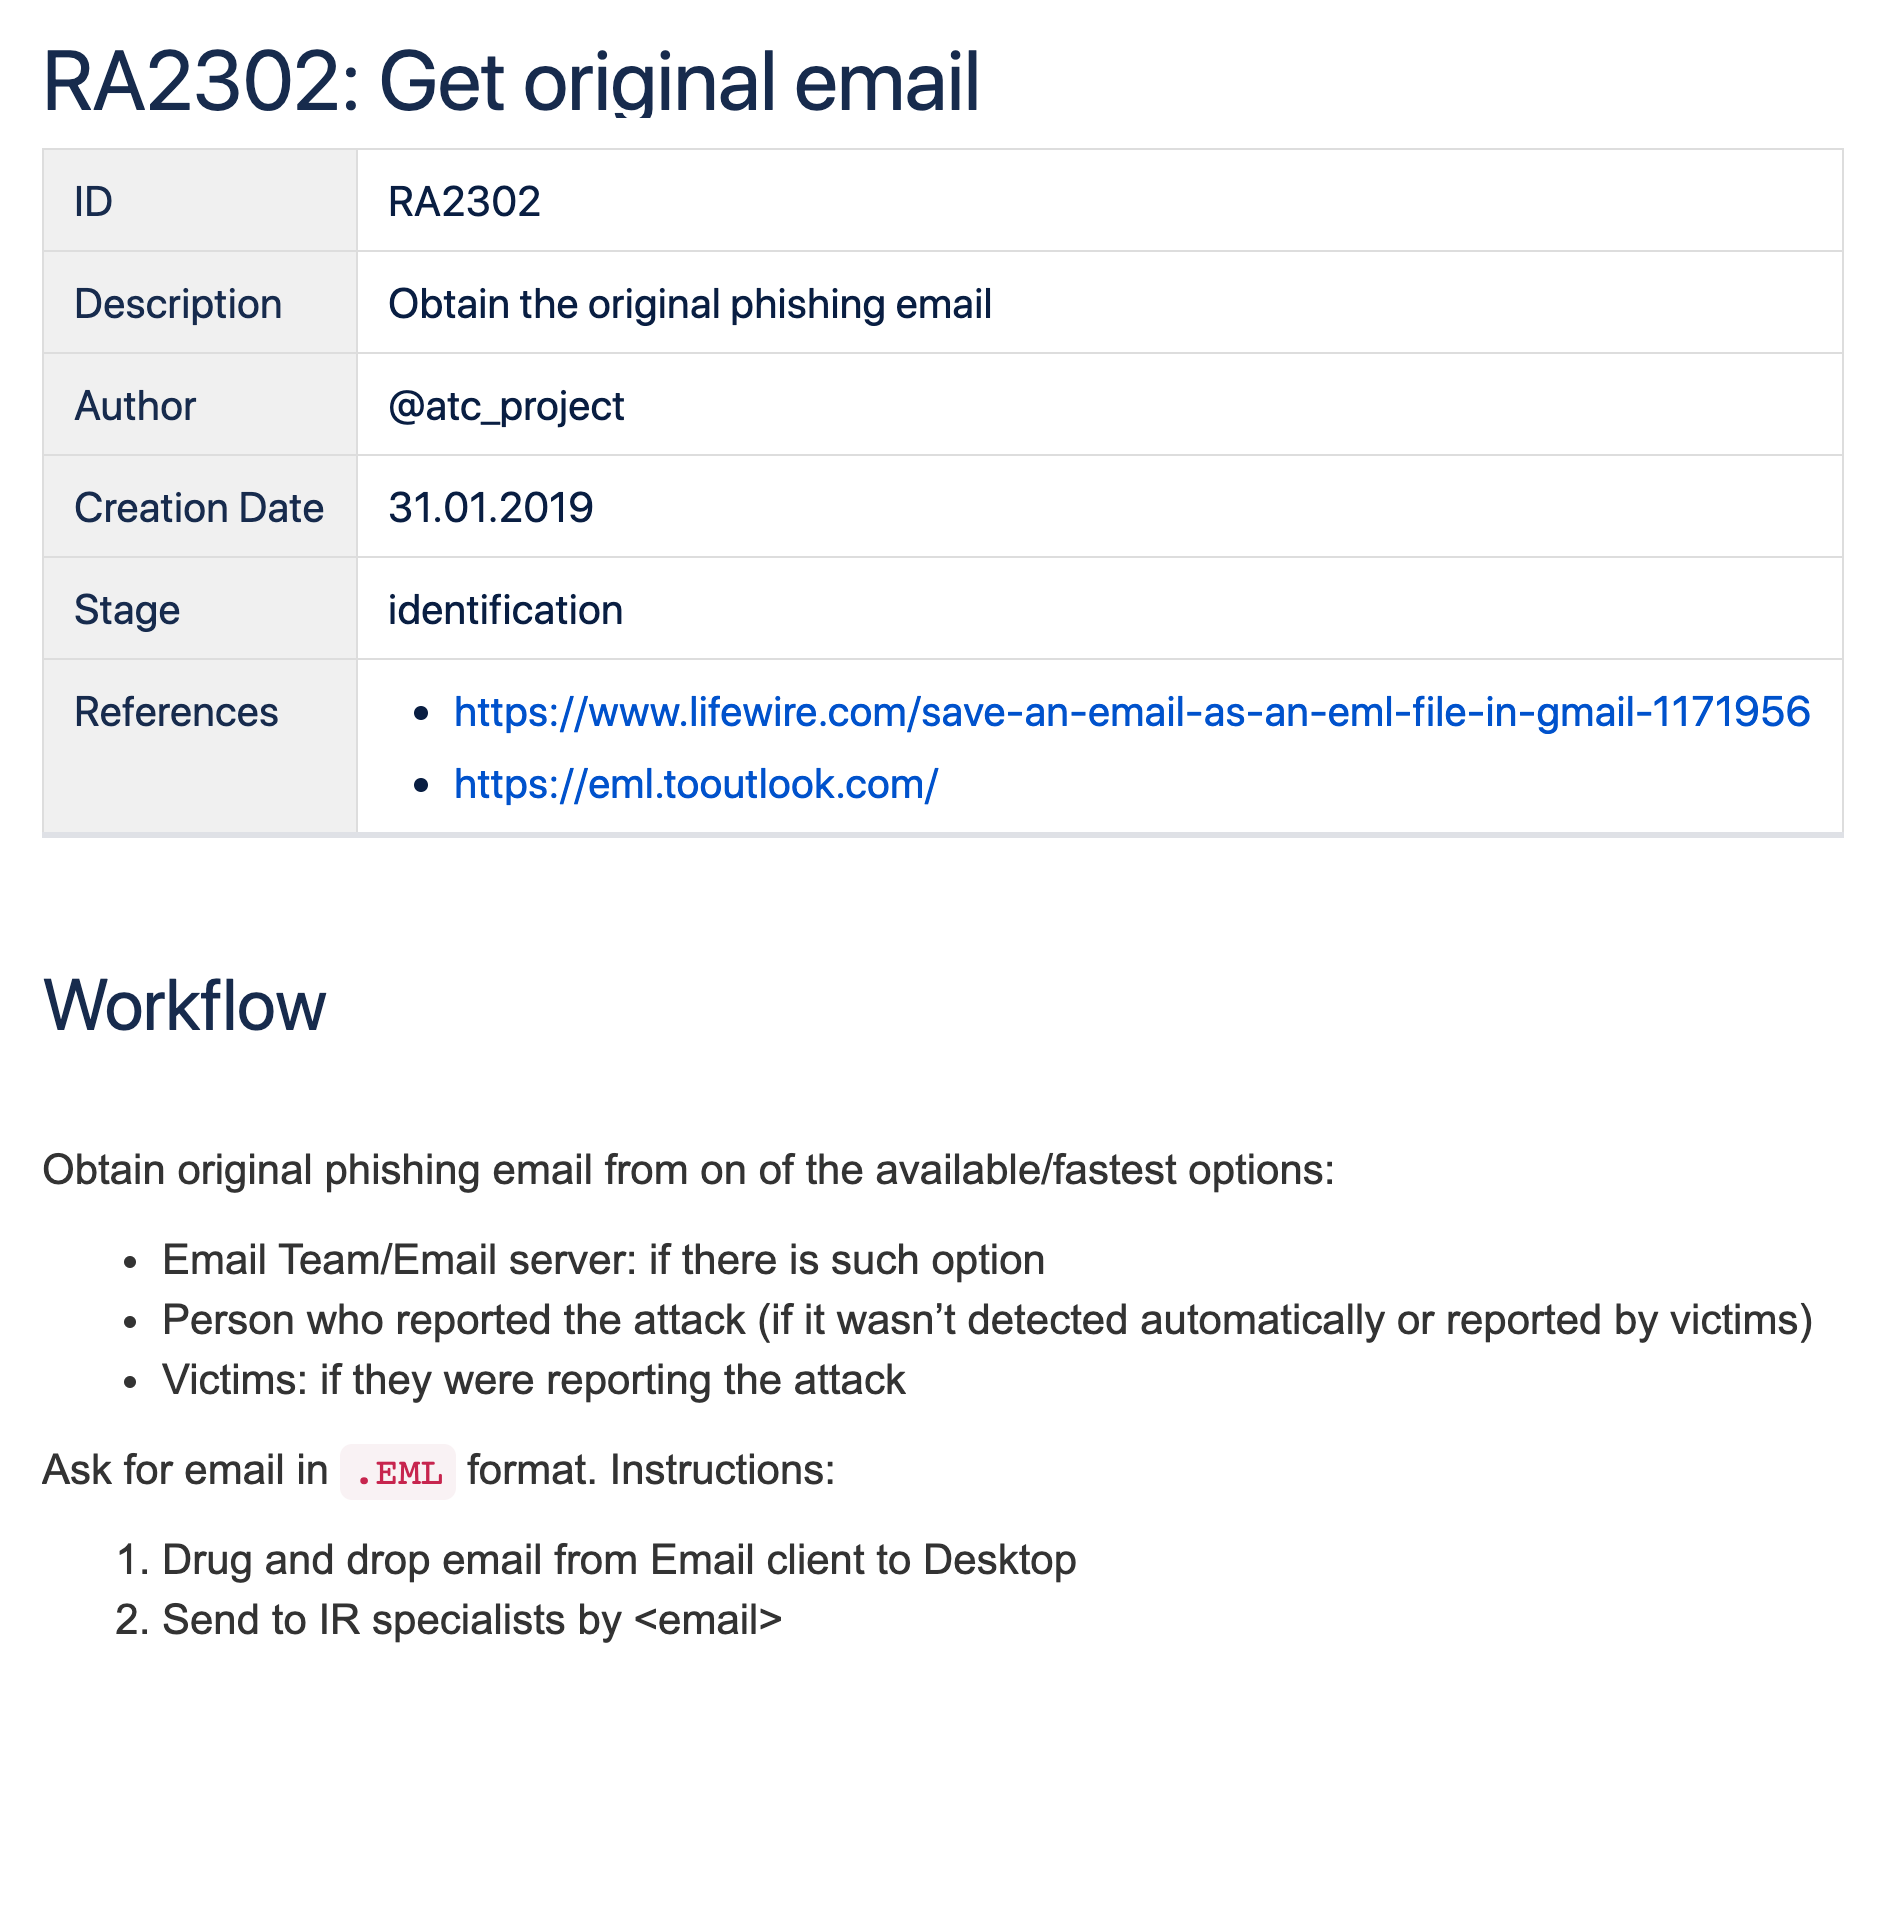 RA2302: Get original email
ID RA2302
Description Obtain the original phishing email
Author @atc_project
Creation Date 31.01.2019
Stage identification
References • https://www.lifewire.com/save-an-email-as-an-eml-file-in-gmail-1171956
• https://eml.tooutlook.com/
Workflow
Obtain original phishing email from on of the available/fastest options:
• Email Team/Email server: if there is such option
• Person who reported the attack (if it wasn’t detected automatically or reported by victims)
• Victims: if they were reporting the attack
Ask for email in .EML format. Instructions:
1. Drug and drop email from Email client to Desktop
2. Send to IR specialists by <email>